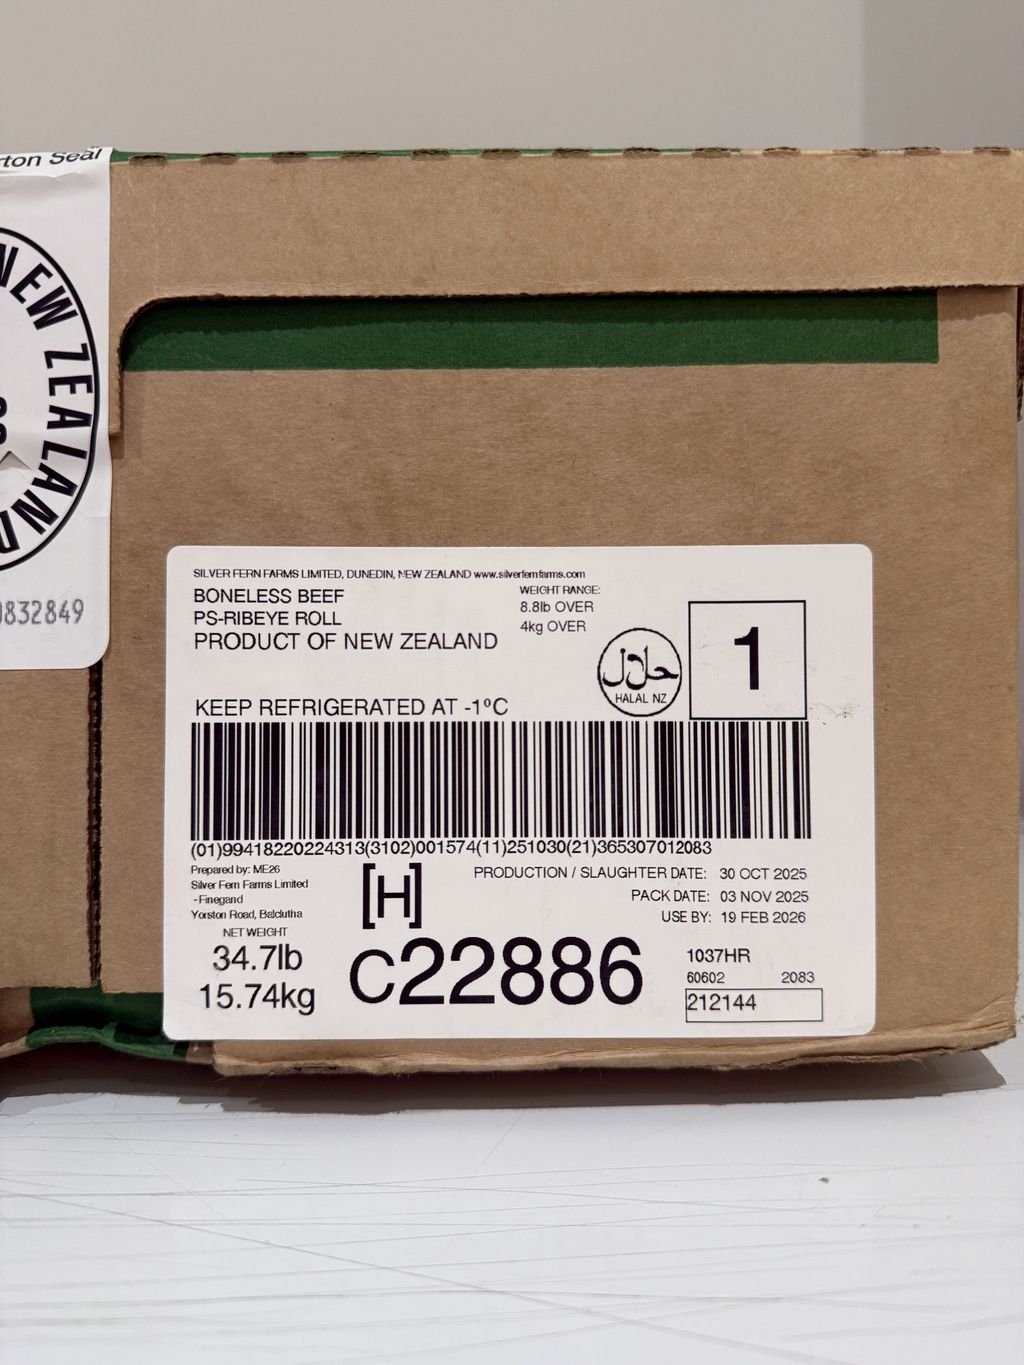 rton Seal
NEW ZEALAND
0832849
SILVER FERN FARMS LIMITED, DUNEDIN, NEW ZEALAND www.silverfernfarms.com
BONELESS BEEF
PS-RIBEYE ROLL
PRODUCT OF NEW ZEALAND
WEIGHT RANGE:
8.8lb OVER
4kg OVER
حلال
HALAL NZ
1
KEEP REFRIGERATED AT -1ºC
(01)99418220224313(3102)001574(11)251030(21)365307012083
Prepared by: ME26
Silver Fern Farms Limited
- Finegand
Yorston Road, Balclutha
NET WEIGHT
34.7lb
15.74kg
[H]
C22886
PRODUCTION / SLAUGHTER DATE: 30 OCT 2025
PACK DATE: 03 NOV 2025
USE BY: 19 FEB 2026
1037HR
60602 2083
212144